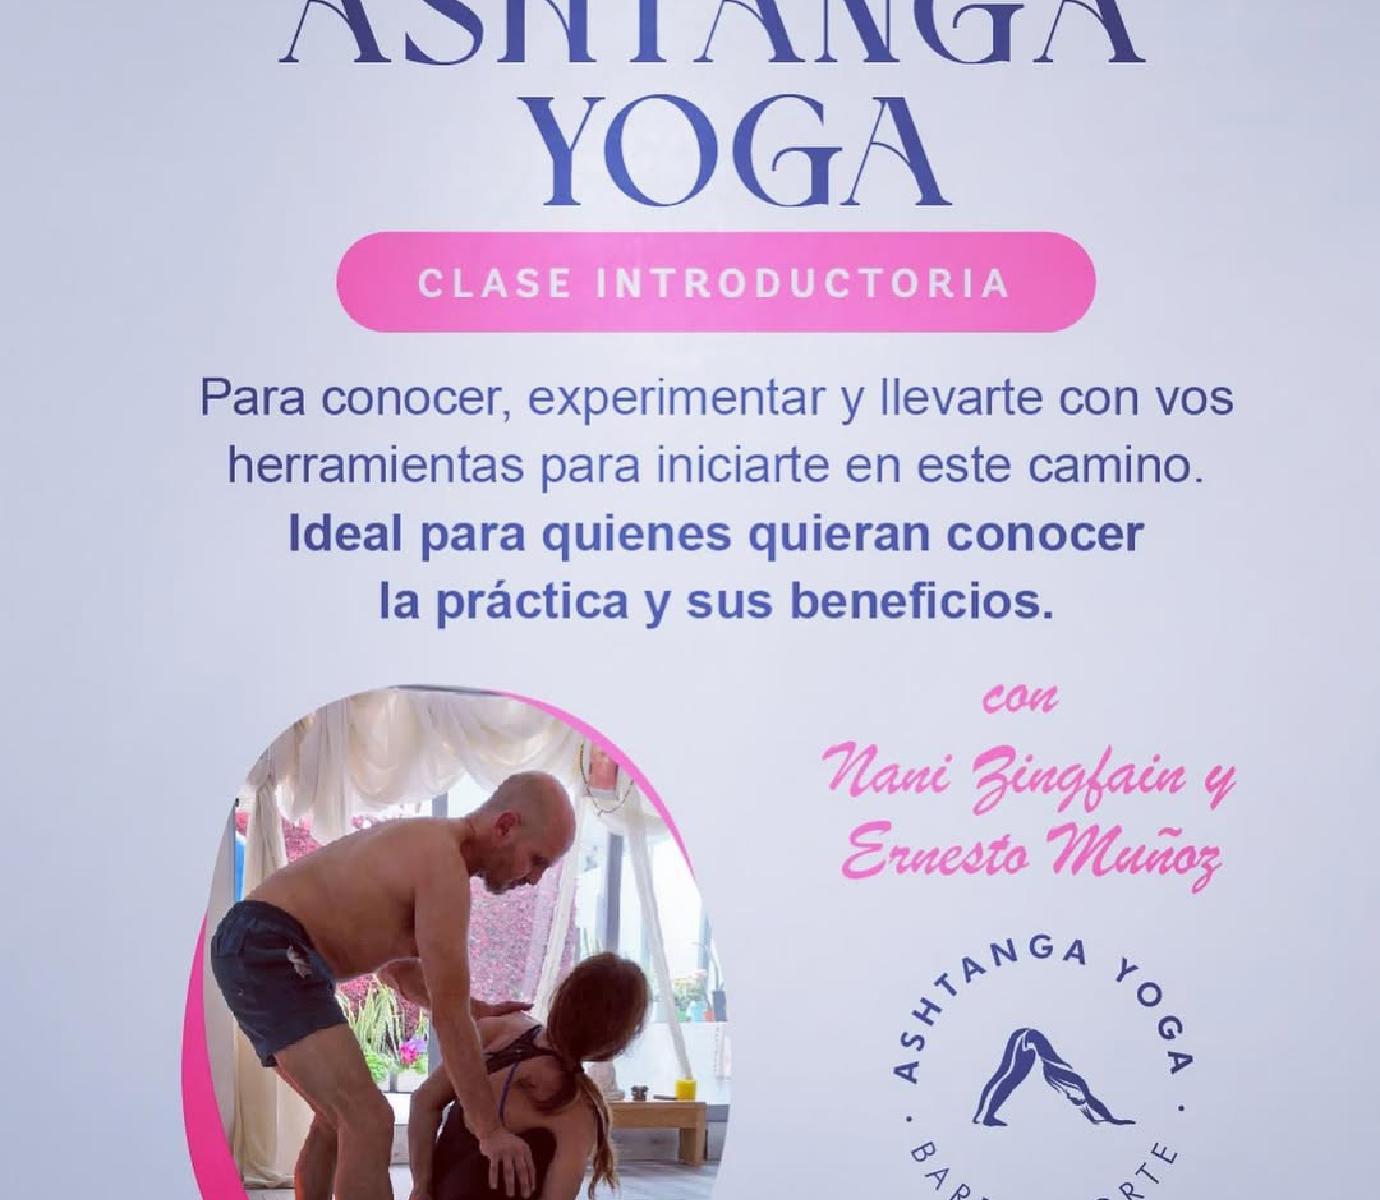 ASHTANGA
YOGA
CLASE INTRODUCTORIA
Para conocer, experimentar y llevarte con vos
herramientas para iniciarte en este camino.
Ideal para quienes quieran conocer
la práctica y sus beneficios.
con
Nani Zingfain y
Ernesto Muñoz
ASHTANGA YOGA